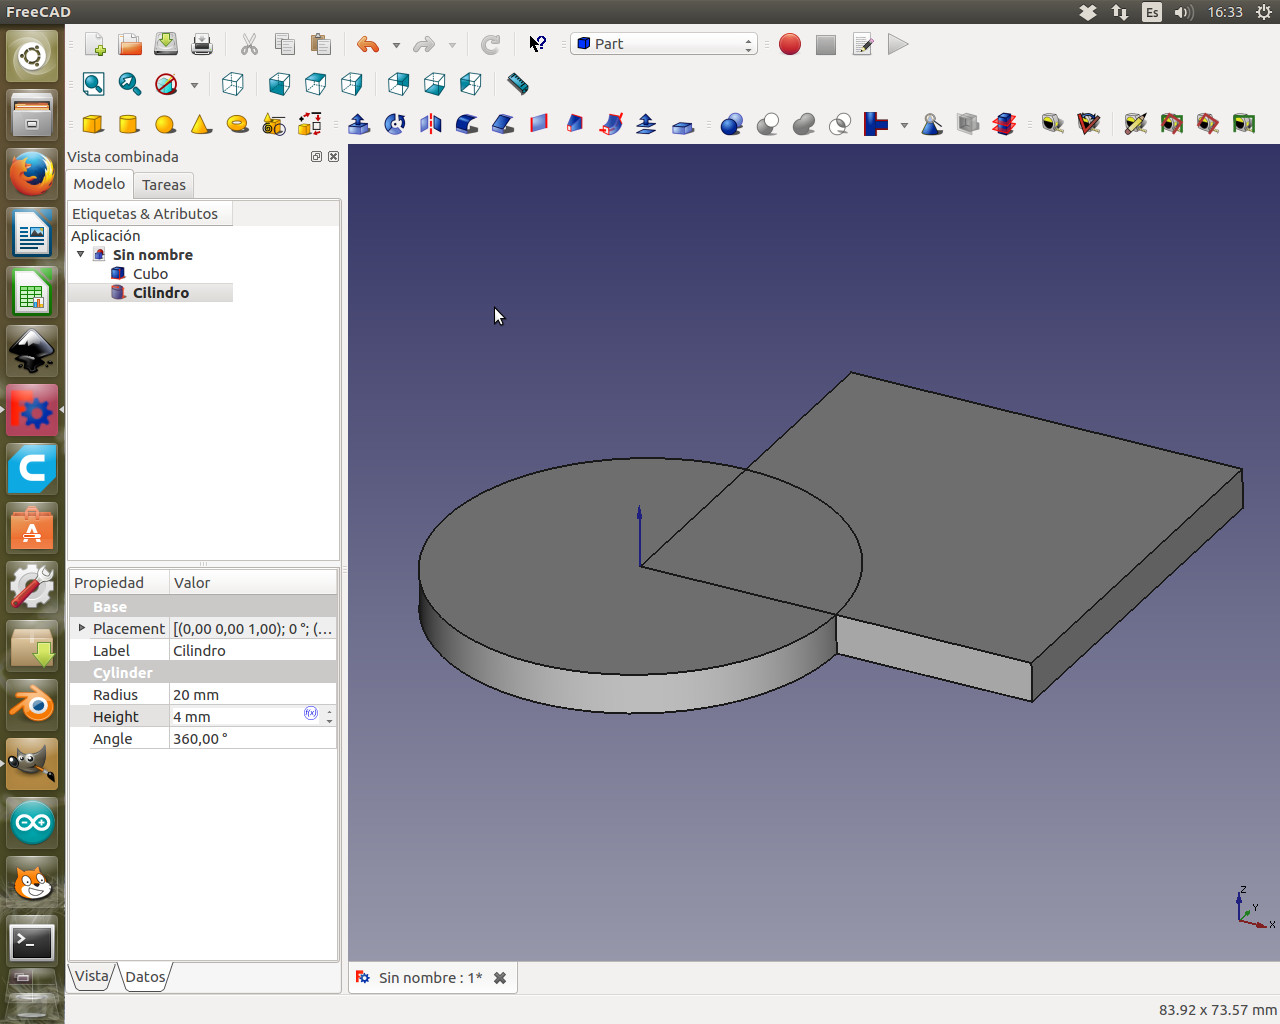 FreeCAD
Es
16:33
Part
Vista combinada
Modelo
Tareas
Etiquetas & Atributos
Aplicación
Sin nombre
Cubo
Cilindro
Propiedad Valor
Base
Placement [(0,00 0,00 1,00); 0 °; (...
Label Cilindro
Cylinder
Radius 20 mm
Height 4 mm
f(x)
Angle 360,00 °
Vista
Datos
Sin nombre : 1*
Z
Y
X
83.92 x 73.57 mm